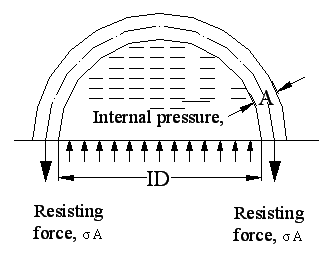 A
Internal pressure,
ID
Resisting
force, σA
Resisting
force, σA